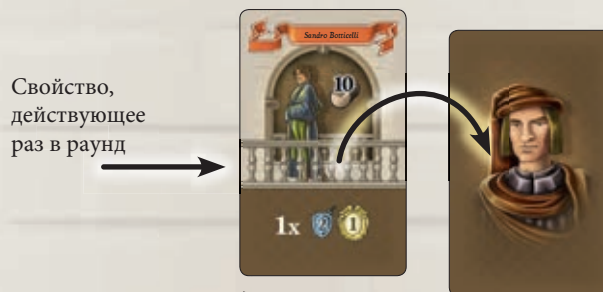 Свойство,
действующее
раз в раунд
Sandro Botticelli
10
1x 2 1